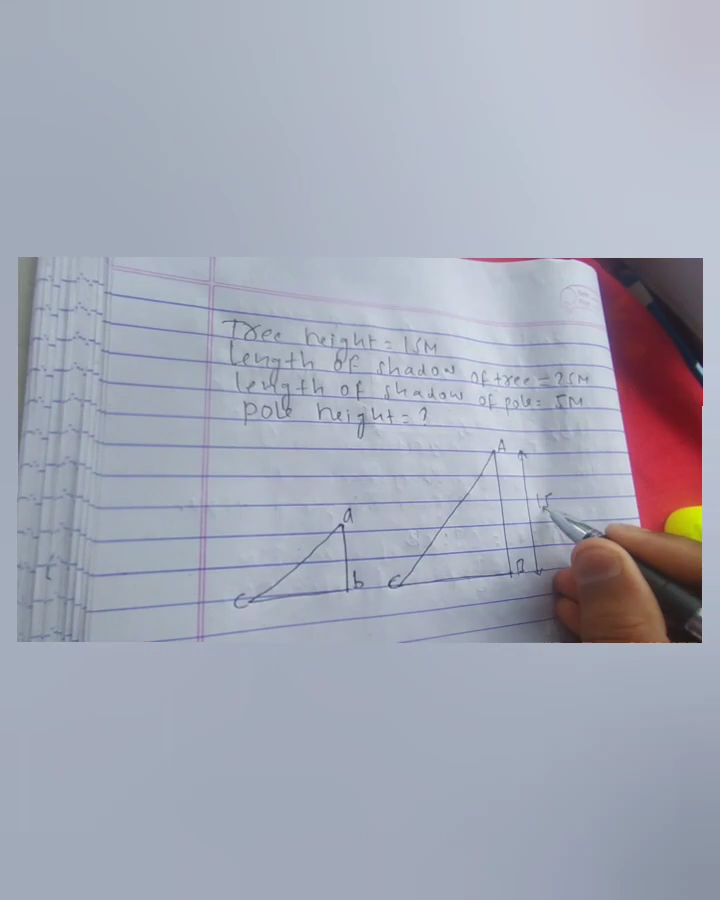 Tree height = 15M
length of shadow of tree = 25M
length of shadow of pole = 5M
pole height = ?
A
15
a
b
B
c
C